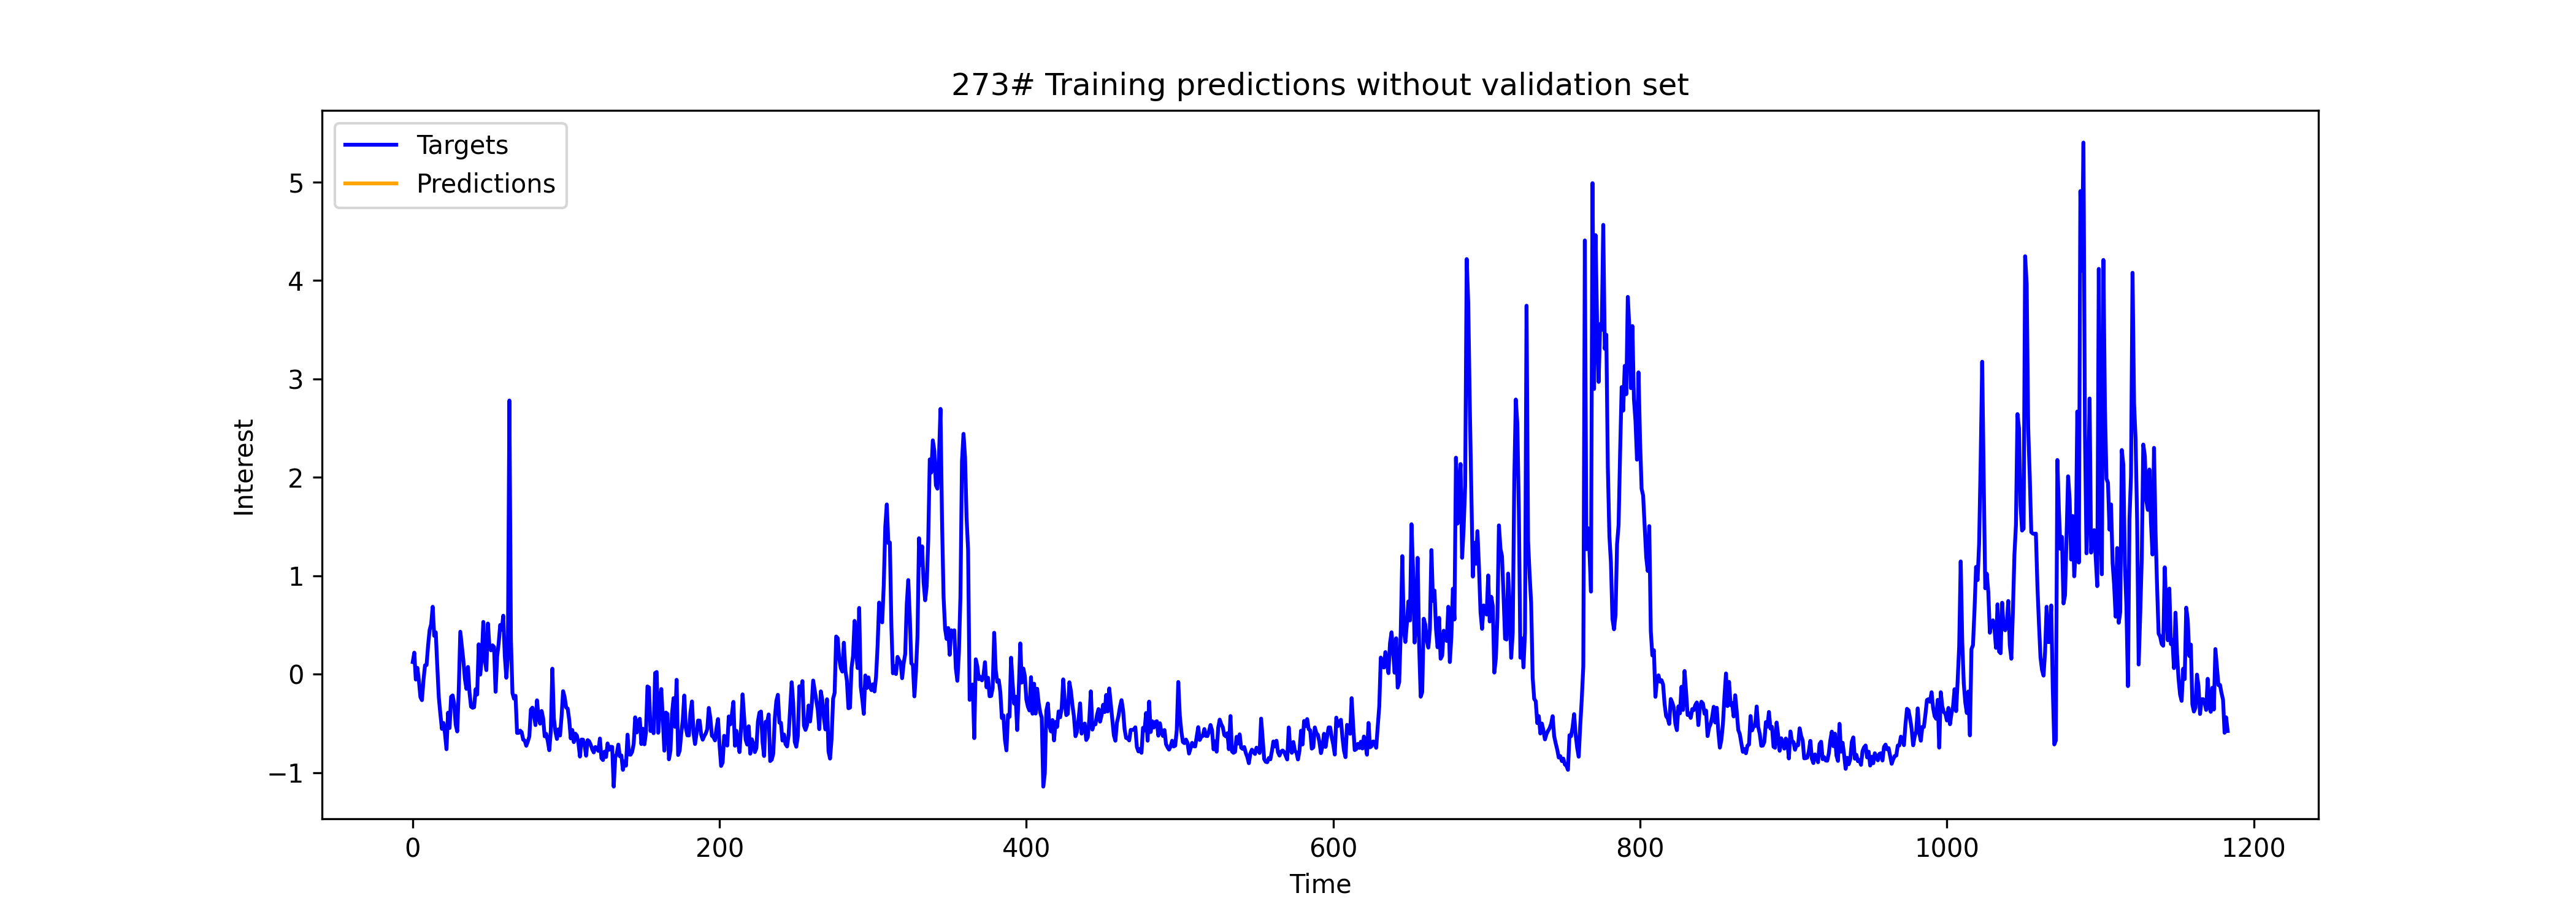 273# Training predictions without validation set
Targets
Predictions
5
4
3
2
1
0
−1
Interest
0 200 400 600 800 1000 1200
Time